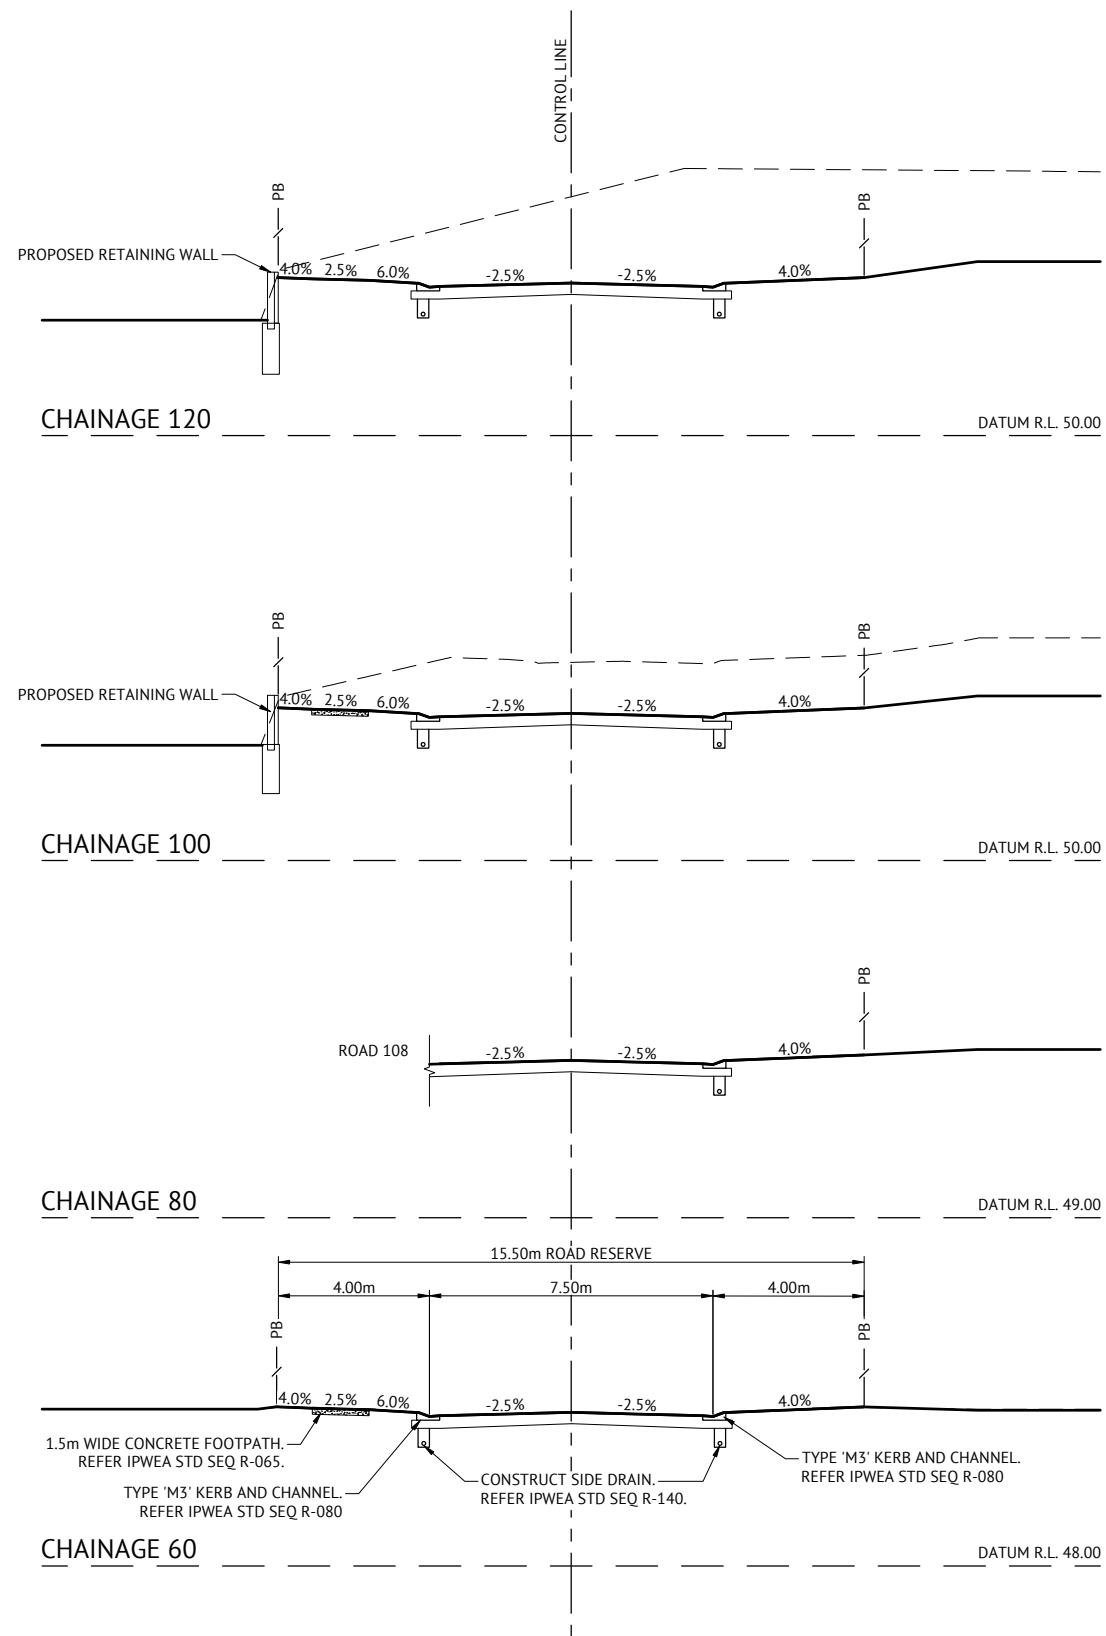 CONTROL LINE
PB
PB
PROPOSED RETAINING WALL
4.0% 2.5% 6.0% -2.5% -2.5% 4.0%
CHAINAGE 120
DATUM R.L. 50.00
PB
PB
PROPOSED RETAINING WALL
4.0% 2.5% 6.0% -2.5% -2.5% 4.0%
CHAINAGE 100
DATUM R.L. 50.00
PB
ROAD 108
-2.5% -2.5% 4.0%
CHAINAGE 80
DATUM R.L. 49.00
15.50m ROAD RESERVE
4.00m 7.50m 4.00m
PB
PB
4.0% 2.5% 6.0% -2.5% -2.5% 4.0%
1.5m WIDE CONCRETE FOOTPATH.
REFER IPWEA STD SEQ R-065.
TYPE 'M3' KERB AND CHANNEL.
REFER IPWEA STD SEQ R-080
CONSTRUCT SIDE DRAIN.
REFER IPWEA STD SEQ R-140.
TYPE 'M3' KERB AND CHANNEL.
REFER IPWEA STD SEQ R-080
CHAINAGE 60
DATUM R.L. 48.00